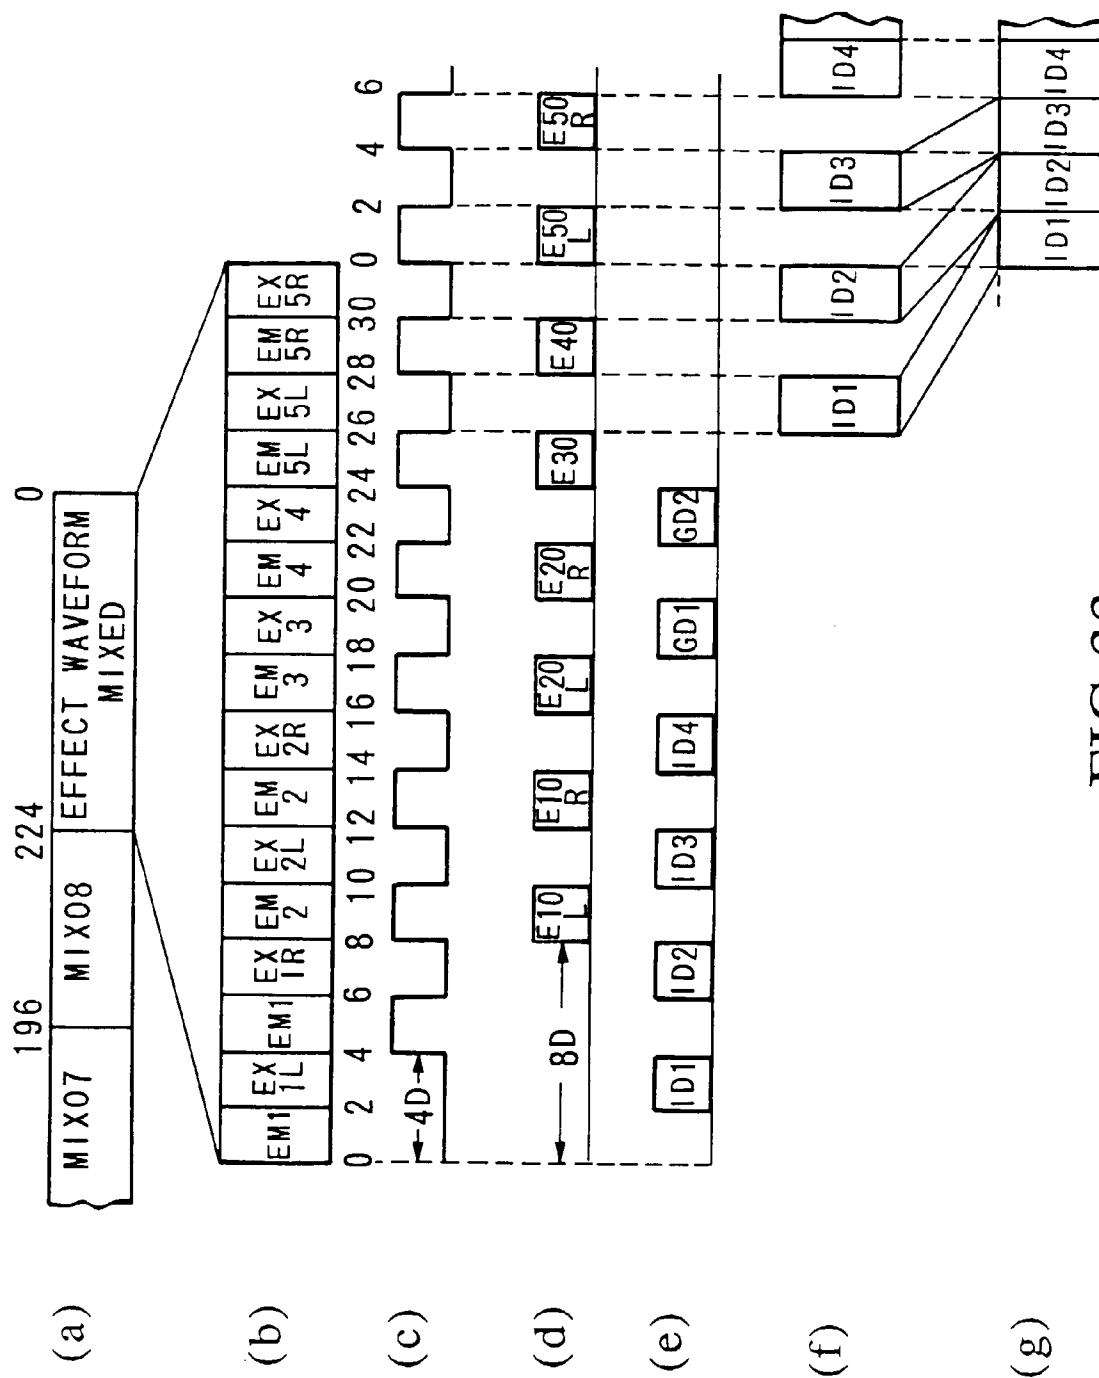 (a)
196 224 0
MIX07 MIX08 EFFECT WAVEFORM MIXED
(b)
EM1 EX 1L EM1 EX 1R EM 2 EX 2L EM 2 EX 2R EM 3 EX 3 EM 4 EX 4 EM 5L EX 5L EM 5R EX 5R
0 2 4 6 8 10 12 14 16 18 20 22 24 26 28 30 0 2 4 6
(c)
4D
(d)
8D E10 L E10 R E20 L E20 R E30 E40 E50 L E50 R
(e)
ID1 ID2 ID3 ID4 GD1 GD2
(f)
ID1 ID2 ID3 ID4
(g)
ID1 ID2 ID3 ID4